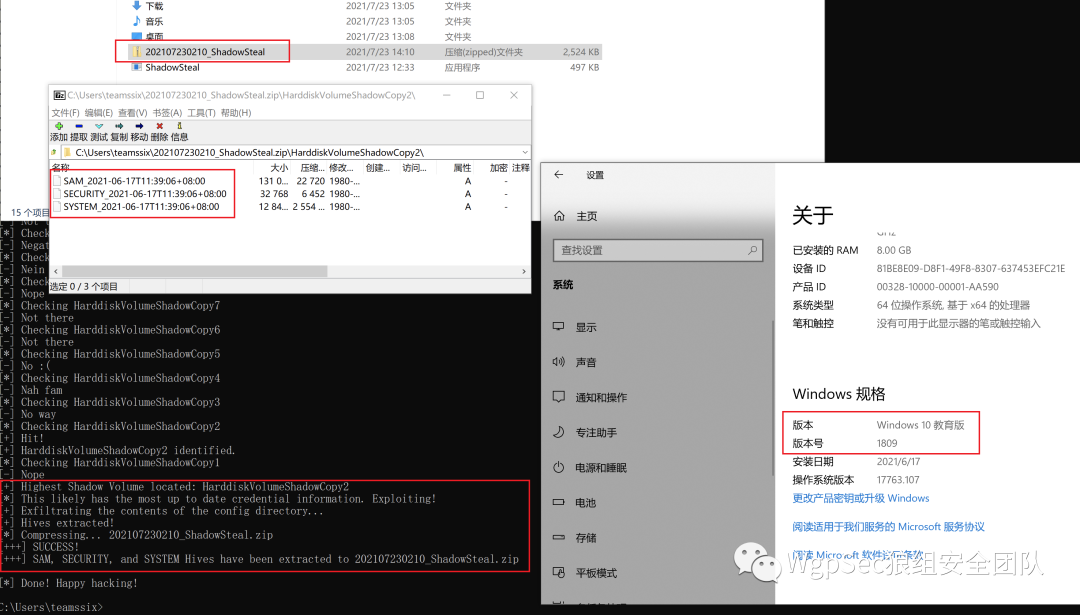 下载 2021/7/23 13:05 文件夹
音乐 2021/7/23 13:05 文件夹
桌面 2021/7/23 13:08 文件夹
202107230210_ShadowSteal 2021/7/23 14:10 压缩(zipped)文件夹 2,524 KB
ShadowSteal 2021/7/23 12:33 应用程序 497 KB
C:\Users\teamssix\202107230210_ShadowSteal.zip\HarddiskVolumeShadowCopy2\
文件(F) 编辑(E) 查看(V) 书签(A) 工具(T) 帮助(H)
添加 提取 测试 复制 移动 删除 信息
C:\Users\teamssix\202107230210_ShadowSteal.zip\HarddiskVolumeShadowCopy2\
名称 大小 压缩... 修改... 创建... 访问... 属性 加密 注释
SAM_2021-06-17T11:39:06+08:00 131 0... 22 720 1980-... A -
SECURITY_2021-06-17T11:39:06+08:00 32 768 6 452 1980-... A -
SYSTEM_2021-06-17T11:39:06+08:00 12 84... 2 554 ... 1980-... A -
选定 0 / 3 个项目
15 个项目
[*] Check
[-] Negat
[*] Check
[-] Nein
[*] Check
[-] Nope
[*] Checking HarddiskVolumeShadowCopy7
[-] Not there
[*] Checking HarddiskVolumeShadowCopy6
[-] Not there
[*] Checking HarddiskVolumeShadowCopy5
[-] No :(
[*] Checking HarddiskVolumeShadowCopy4
[-] Nah fam
[*] Checking HarddiskVolumeShadowCopy3
[-] No way
[*] Checking HarddiskVolumeShadowCopy2
[+] Hit!
[+] HarddiskVolumeShadowCopy2 identified.
[*] Checking HarddiskVolumeShadowCopy1
[-] Nope
[+] Highest Shadow Volume located: HarddiskVolumeShadowCopy2
[*] This likely has the most up to date credential information. Exploiting!
[+] Exfiltrating the contents of the config directory...
[+] Hives extracted!
[*] Compressing... 202107230210_ShadowSteal.zip
[+++] SUCCESS!
[+++] SAM, SECURITY, and SYSTEM Hives have been extracted to 202107230210_ShadowSteal.zip
[*] Done! Happy hacking!
C:\Users\teamssix>
设置
主页
查找设置
系统
显示
声音
通知和操作
专注助手
电源和睡眠
电池
存储
平板模式
关于
GHz
已安装的 RAM 8.00 GB
设备 ID 81BE8E09-D8F1-49F8-8307-637453EFC21E
产品 ID 00328-10000-00001-AA590
系统类型 64 位操作系统, 基于 x64 的处理器
笔和触控 没有可用于此显示器的笔或触控输入
Windows 规格
版本 Windows 10 教育版
版本号 1809
安装日期 2021/6/17
操作系统版本 17763.107
更改产品密钥或升级 Windows
阅读适用于我们服务的 Microsoft 服务协议
阅读 Microsoft 软件许可条款
WgpSec狼组安全团队